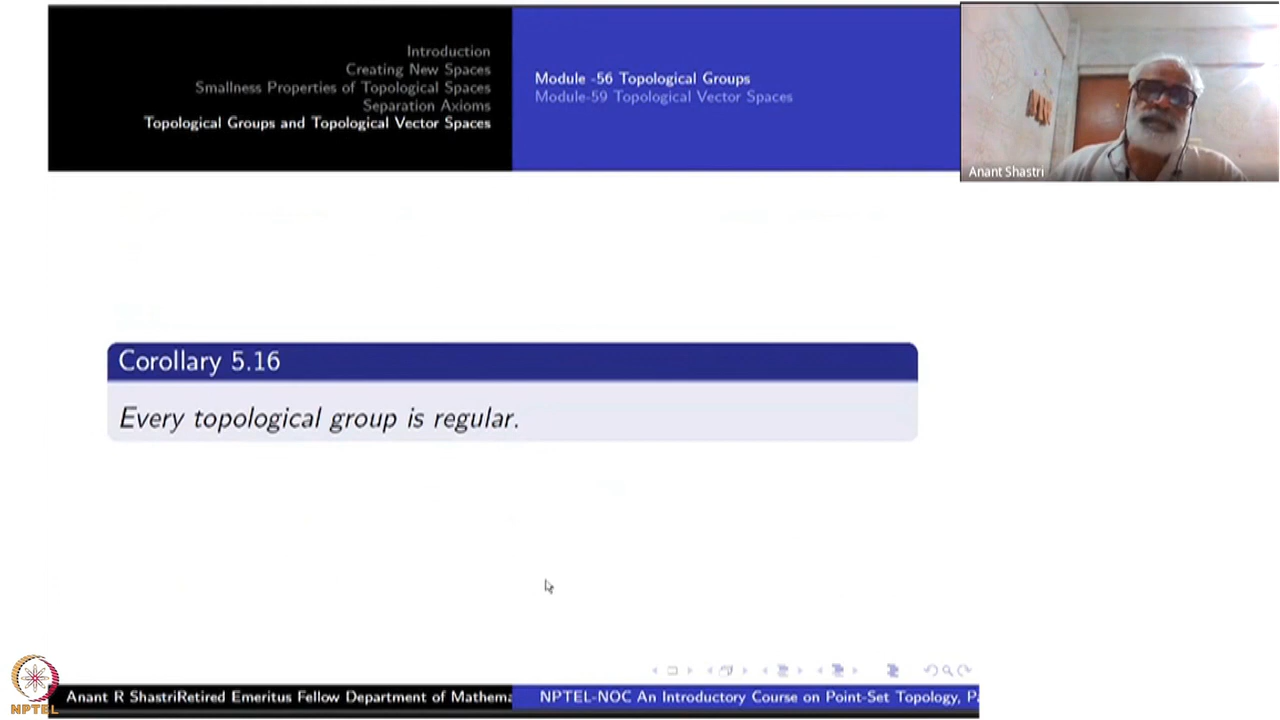 Introduction
Creating New Spaces
Smallness Properties of Topological Spaces
Separation Axioms
Topological Groups and Topological Vector Spaces
Module -56 Topological Groups
Module-59 Topological Vector Spaces
Anant Shastri
Corollary 5.16
Every topological group is regular.
NPTEL
Anant R ShastriRetired Emeritus Fellow Department of Mathema
NPTEL-NOC An Introductory Course on Point-Set Topology, Pa